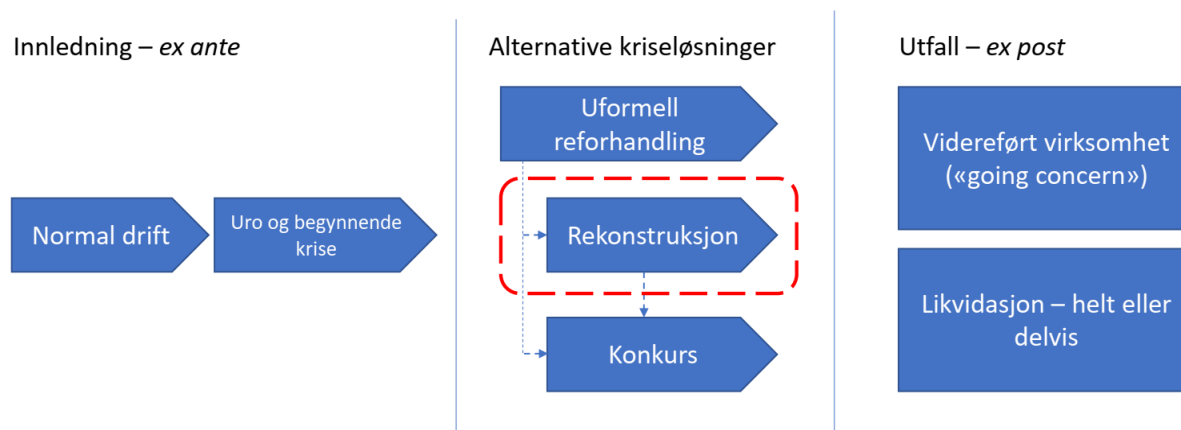 Innledning – ex ante
Normal drift
Uro og begynnende
krise
Alternative kriseløsninger
Uformell
reforhandling
Rekonstruksjon
Konkurs
Utfall – ex post
Videreført virksomhet
(«going concern»)
Likvidasjon – helt eller
delvis